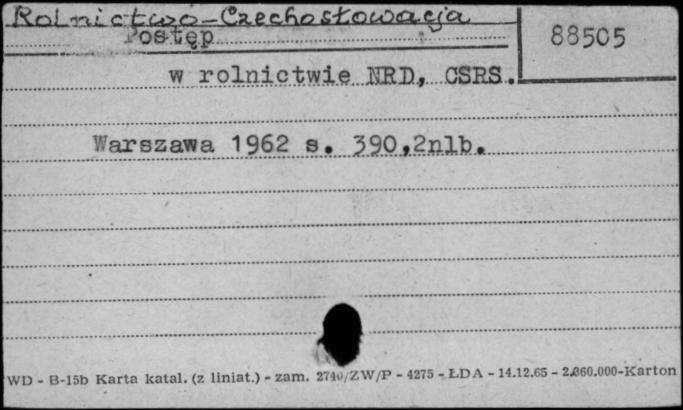 Rolnictwo-Czechosłowacja
Postęp
88505
w rolnictwie NRD, CSRS.
Warszawa 1962 s. 390,2nlb.
WD - B-15b Karta katal. (z liniat.) - zam. 2740/ZW/P - 4275 - ŁDA - 14.12.65 - 2.360.000-Karton